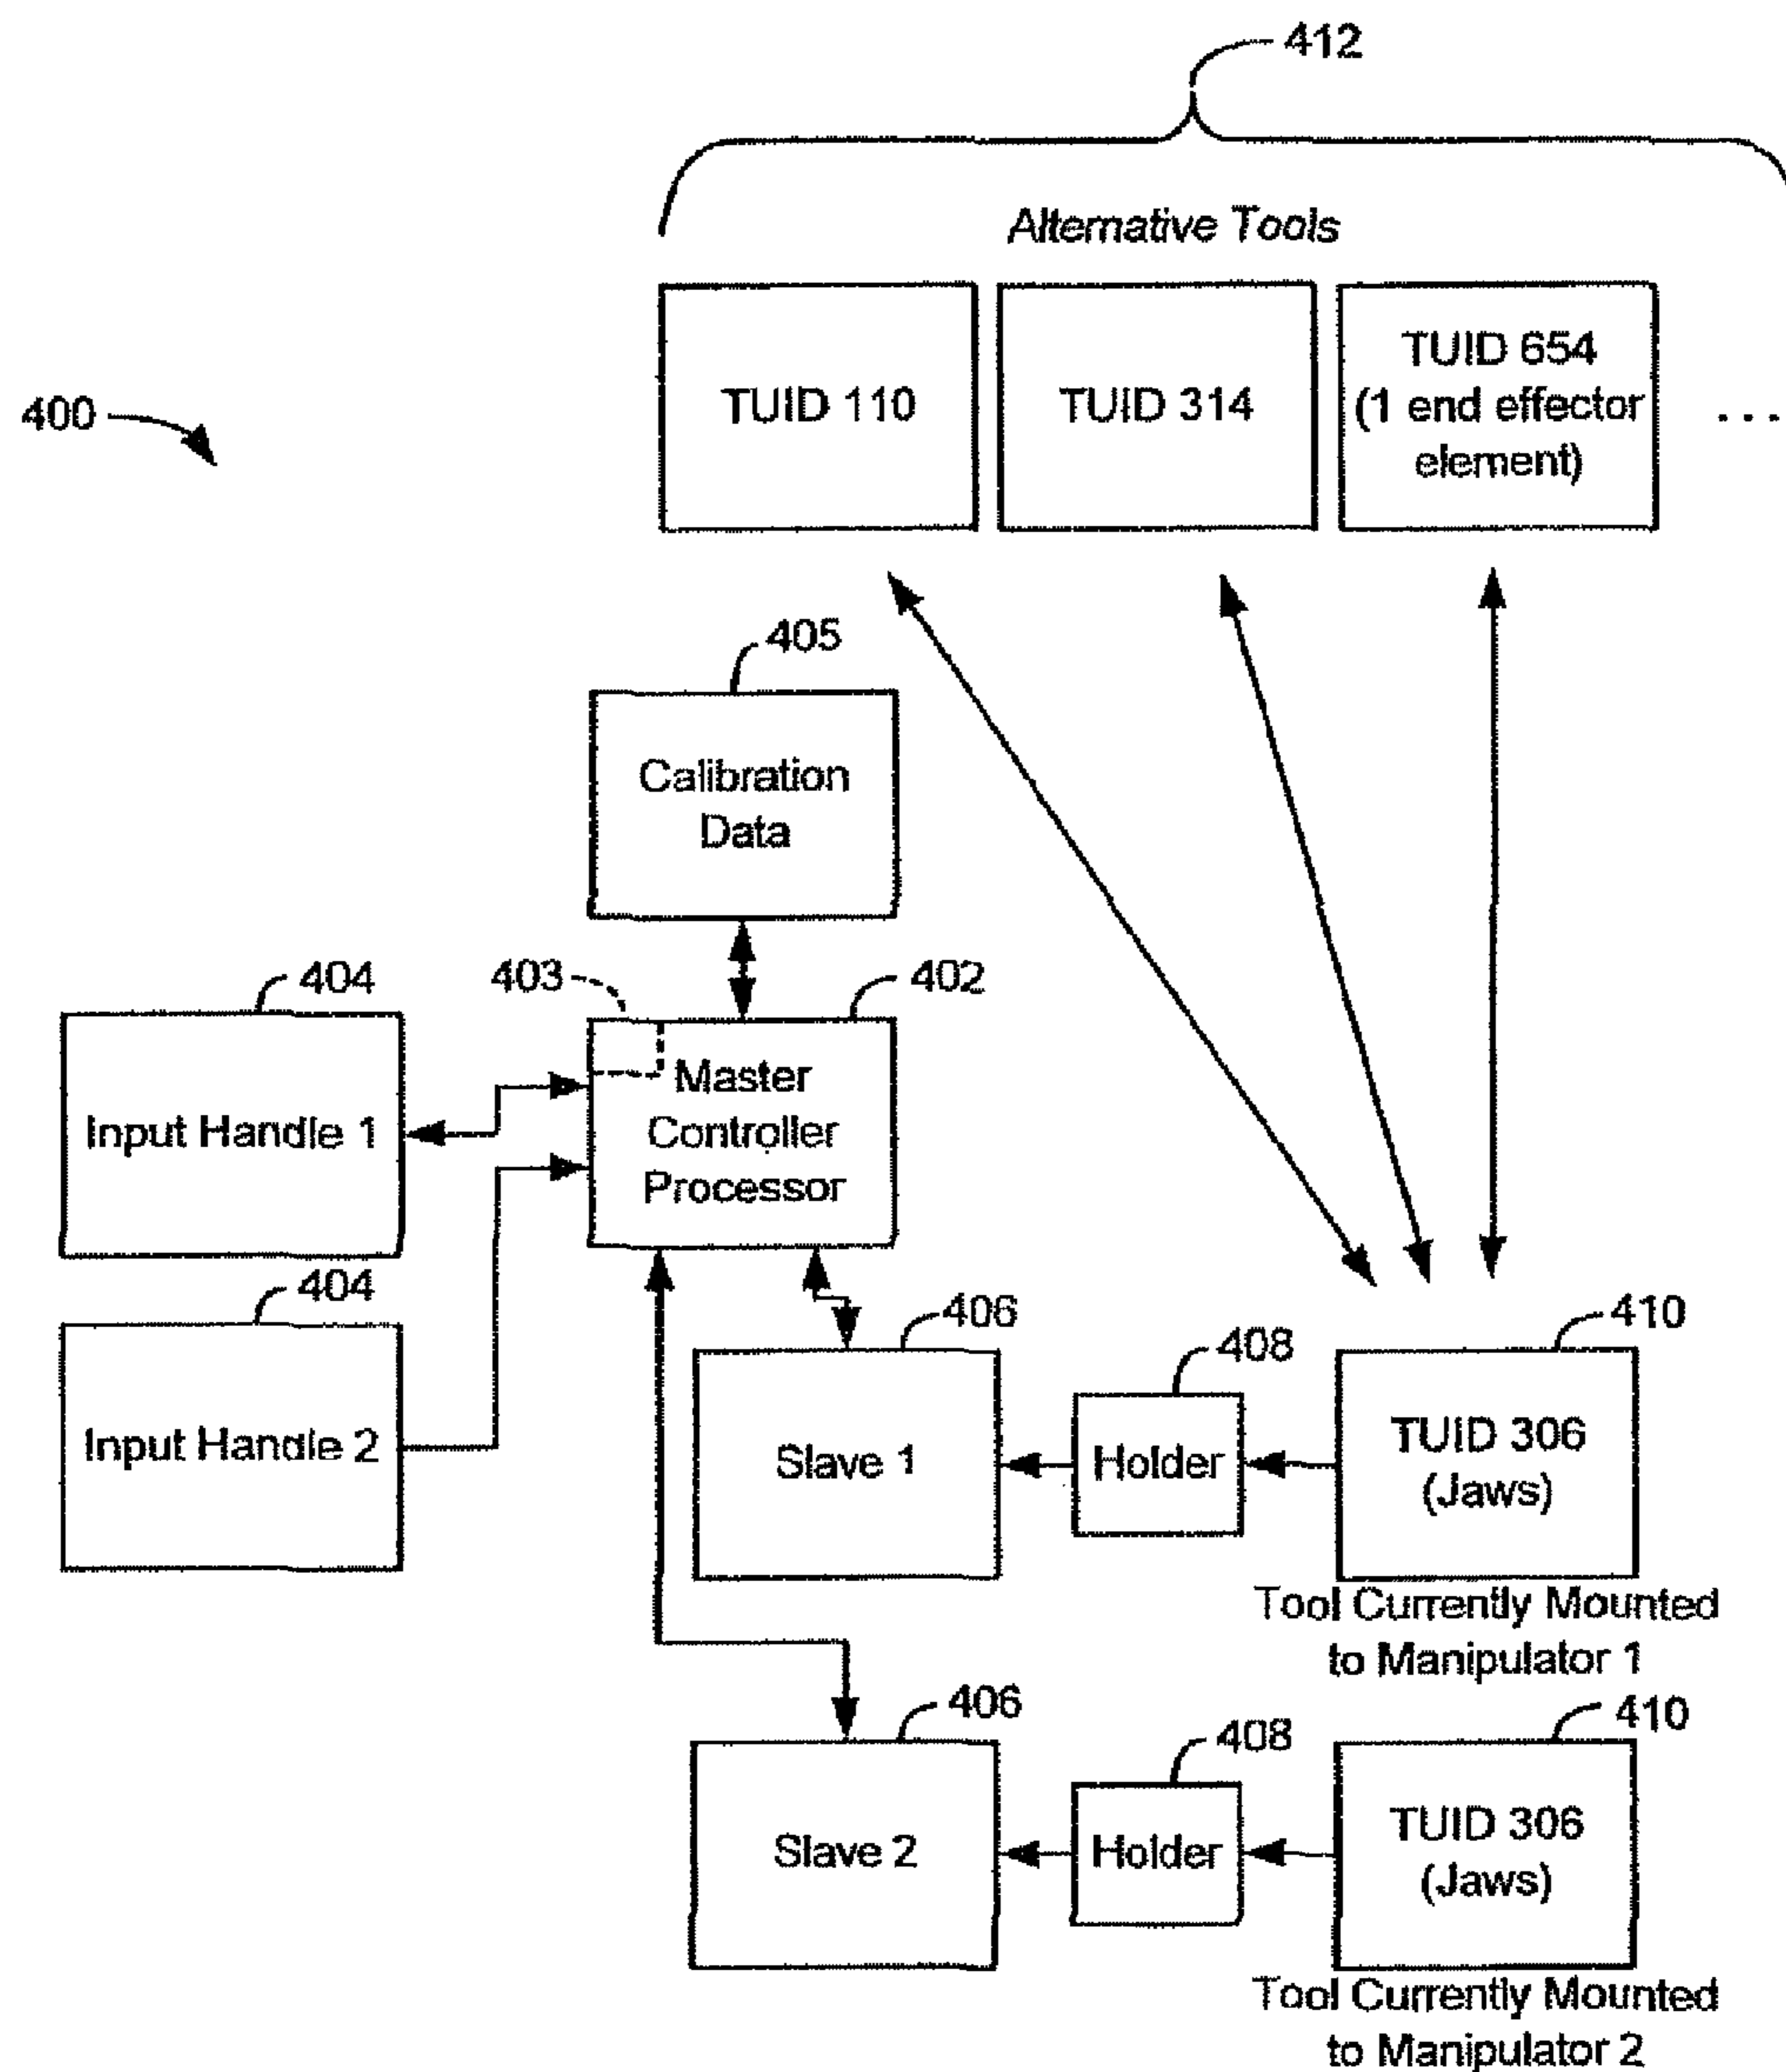 412
Alternative Tools
TUID 110
TUID 314
TUID 654
(1 end effector
element)
...
400
405
Calibration
Data
404
403
402
Input Handle 1
Master
Controller
Processor
404
Input Handle 2
406
408
410
Slave 1
Holder
TUID 306
(Jaws)
Tool Currently Mounted
to Manipulator 1
406
408
410
Slave 2
Holder
TUID 306
(Jaws)
Tool Currently Mounted
to Manipulator 2